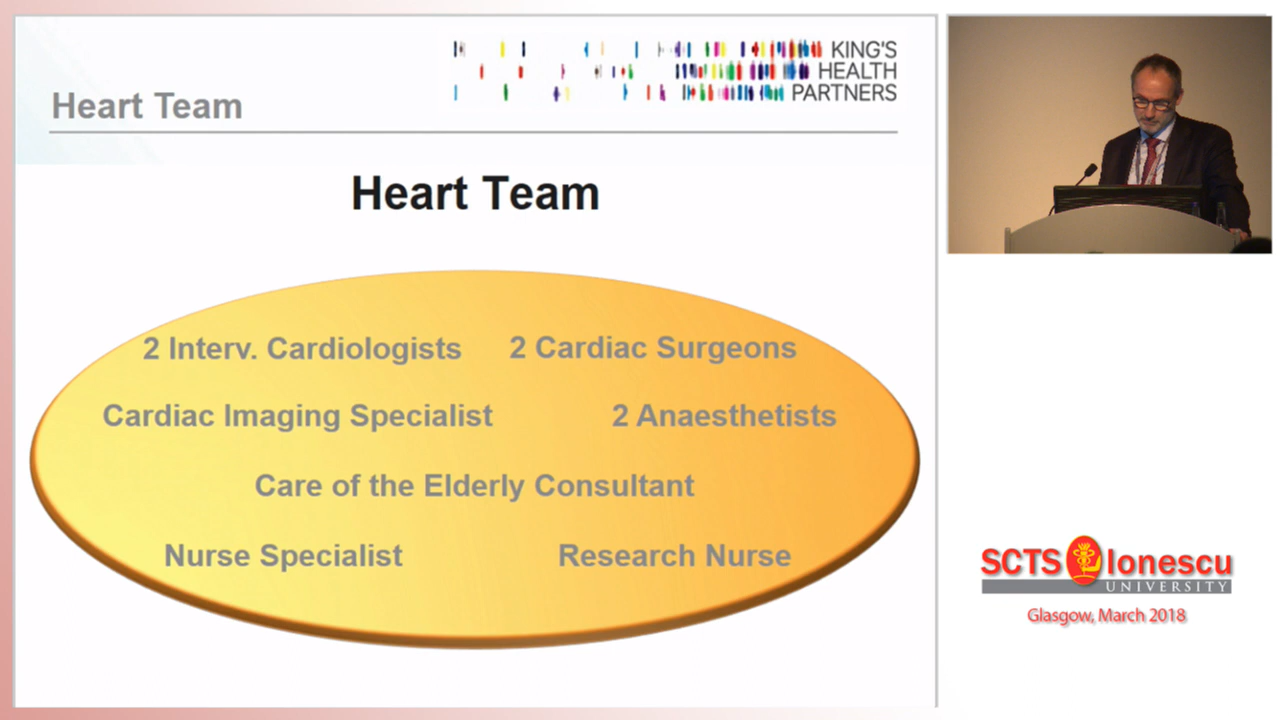 Heart Team
KING'S
HEALTH
PARTNERS
Heart Team
2 Interv. Cardiologists 2 Cardiac Surgeons
Cardiac Imaging Specialist 2 Anaesthetists
Care of the Elderly Consultant
Nurse Specialist Research Nurse
SCTS Ionescu
UNIVERSITY
Glasgow, March 2018